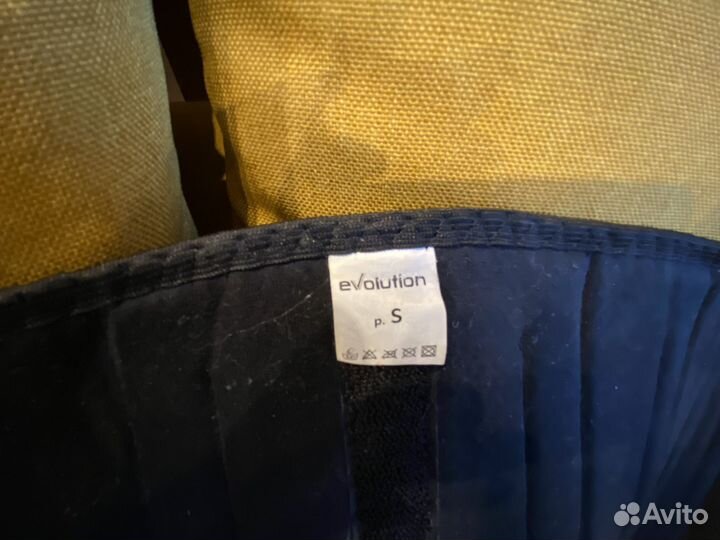 evolution
р. S
Avito